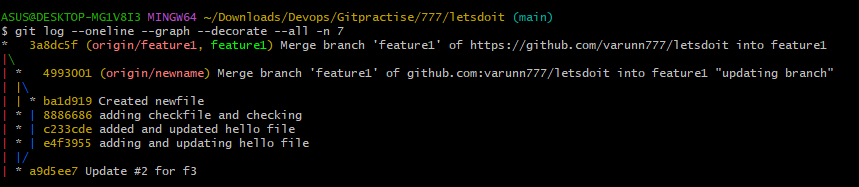 ASUS@DESKTOP-MG1V8I3 MINGW64 ~/Downloads/Devops/Gitpractise/777/letsdoit (main)
$ git log --oneline --graph --decorate --all -n 7
*   3a8dc5f (origin/feature1, feature1) Merge branch 'feature1' of https://github.com/varunn777/letsdoit into feature1
|\
| *   4993001 (origin/newname) Merge branch 'feature1' of github.com:varunn777/letsdoit into feature1 "updating branch"
| |\
| | * ba1d919 Created newfile
| * | 8886686 adding checkfile and checking
| * | c233cde added and updated hello file
| * | e4f3955 adding and updating hello file
| |/
| * a9d5ee7 Update #2 for f3